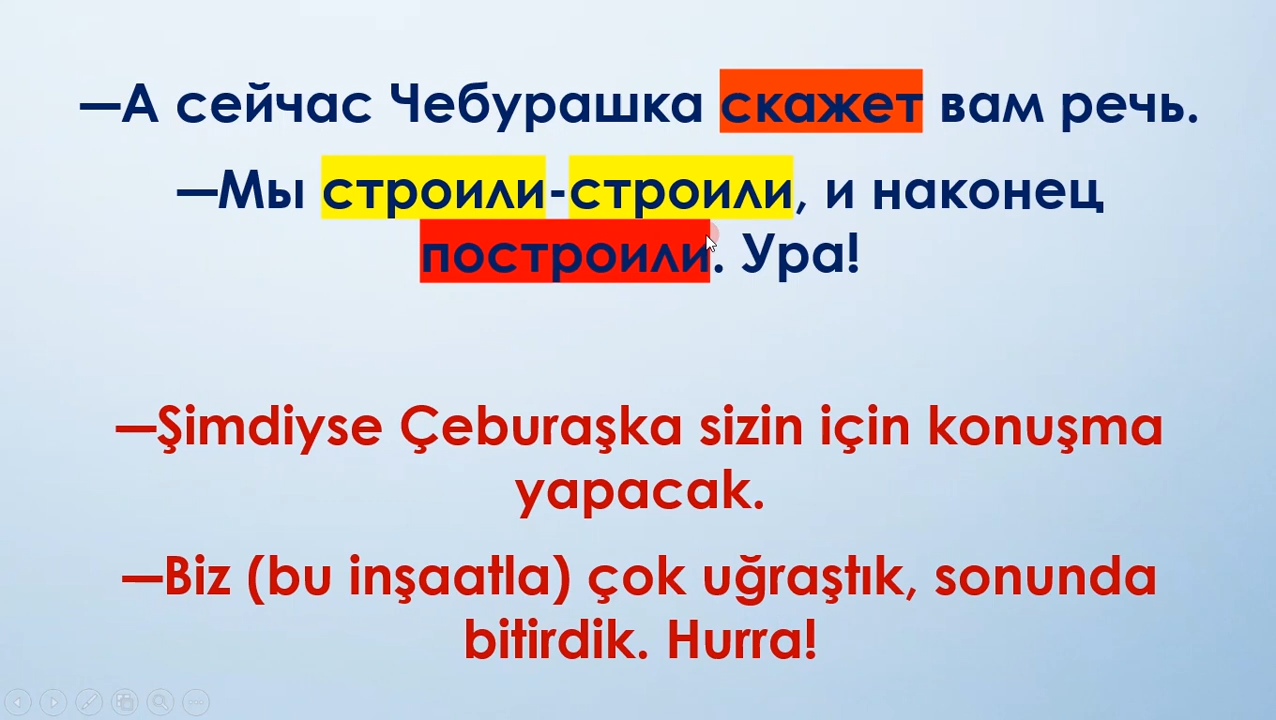 —А сейчас Чебурашка скажет вам речь.
—Мы строили-строили, и наконец
построили. Ура!
—Şimdiyse Çeburaşka sizin için konuşma
yapacak.
—Biz (bu inşaatla) çok uğraştık, sonunda
bitirdik. Hurra!